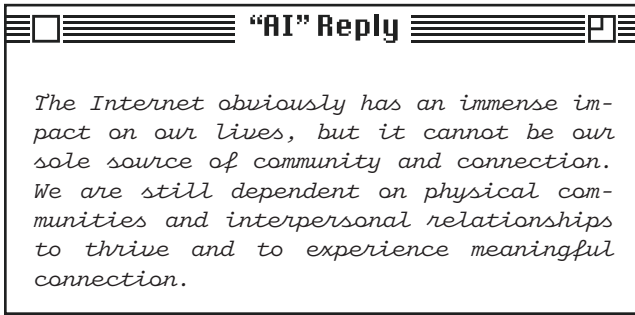 “AI” Reply
The Internet obviously has an immense im-
pact on our lives, but it cannot be our
sole source of community and connection.
We are still dependent on physical com-
munities and interpersonal relationships
to thrive and to experience meaningful
connection.